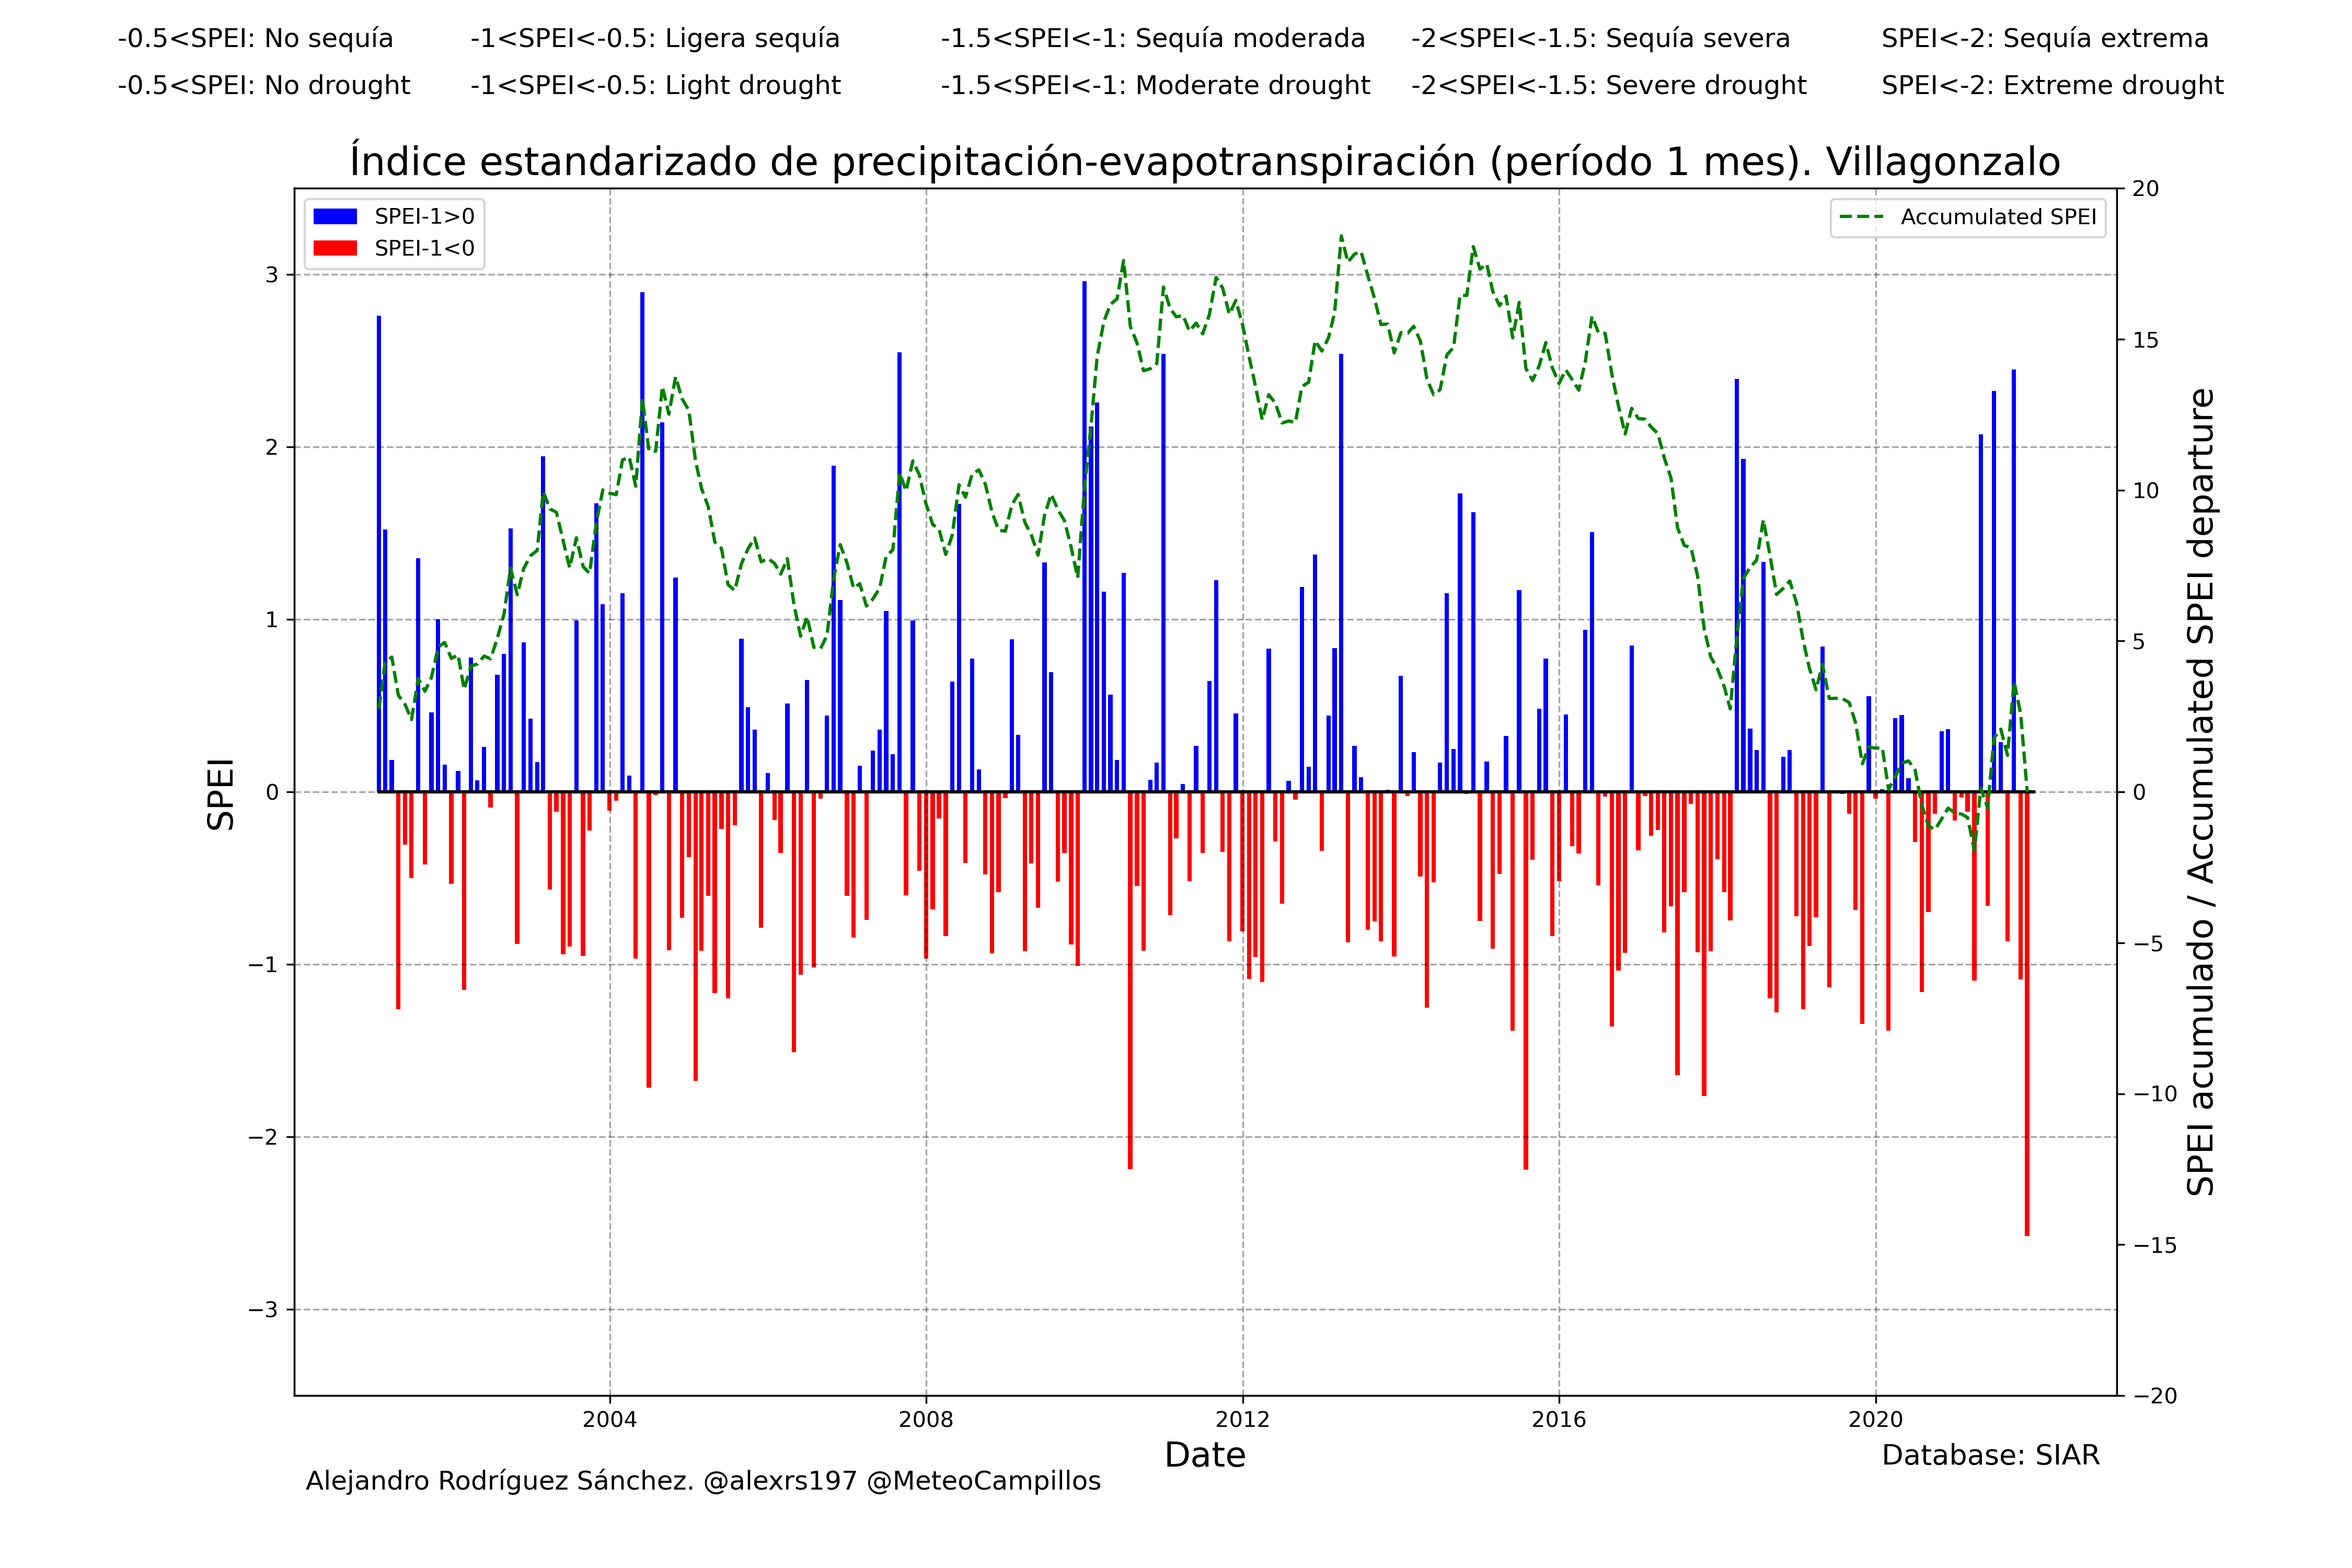 -0.5<SPEI: No sequía -1<SPEI<-0.5: Ligera sequía -1.5<SPEI<-1: Sequía moderada -2<SPEI<-1.5: Sequía severa SPEI<-2: Sequía extrema
-0.5<SPEI: No drought -1<SPEI<-0.5: Light drought -1.5<SPEI<-1: Moderate drought -2<SPEI<-1.5: Severe drought SPEI<-2: Extreme drought
Índice estandarizado de precipitación-evapotranspiración (período 1 mes). Villagonzalo
SPEI-1>0
SPEI-1<0
Accumulated SPEI
SPEI
3
2
1
0
−1
−2
−3
20
15
10
5
0
−5
−10
−15
−20
SPEI acumulado / Accumulated SPEI departure
2004 2008 2012 2016 2020
Date
Database: SIAR
Alejandro Rodríguez Sánchez. @alexrs197 @MeteoCampillos